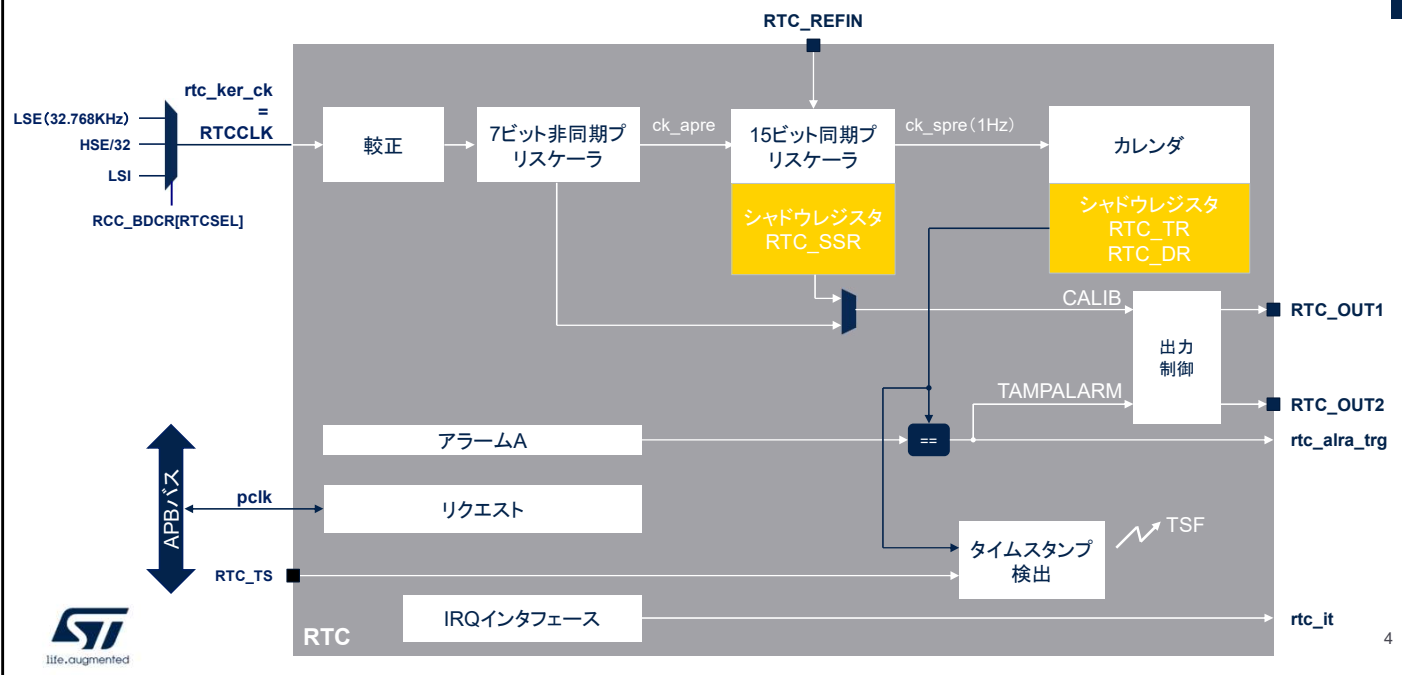 RTC_REFIN
rtc_ker_ck
=
RTCCLK
LSE(32.768KHz)
HSE/32
LSI
RCC_BDCR[RTCSEL]
較正
7ビット非同期プ
リスケーラ
ck_apre
15ビット同期プ
リスケーラ
シャドウレジスタ
RTC_SSR
ck_spre(1Hz)
カレンダ
シャドウレジスタ
RTC_TR
RTC_DR
CALIB
出力
制御
RTC_OUT1
TAMPALARM
RTC_OUT2
アラームA
==
rtc_alra_trg
APBバス
pclk
リクエスト
タイムスタンプ
検出
TSF
RTC_TS
IRQインタフェース
rtc_it
RTC
ST
life.augmented
4